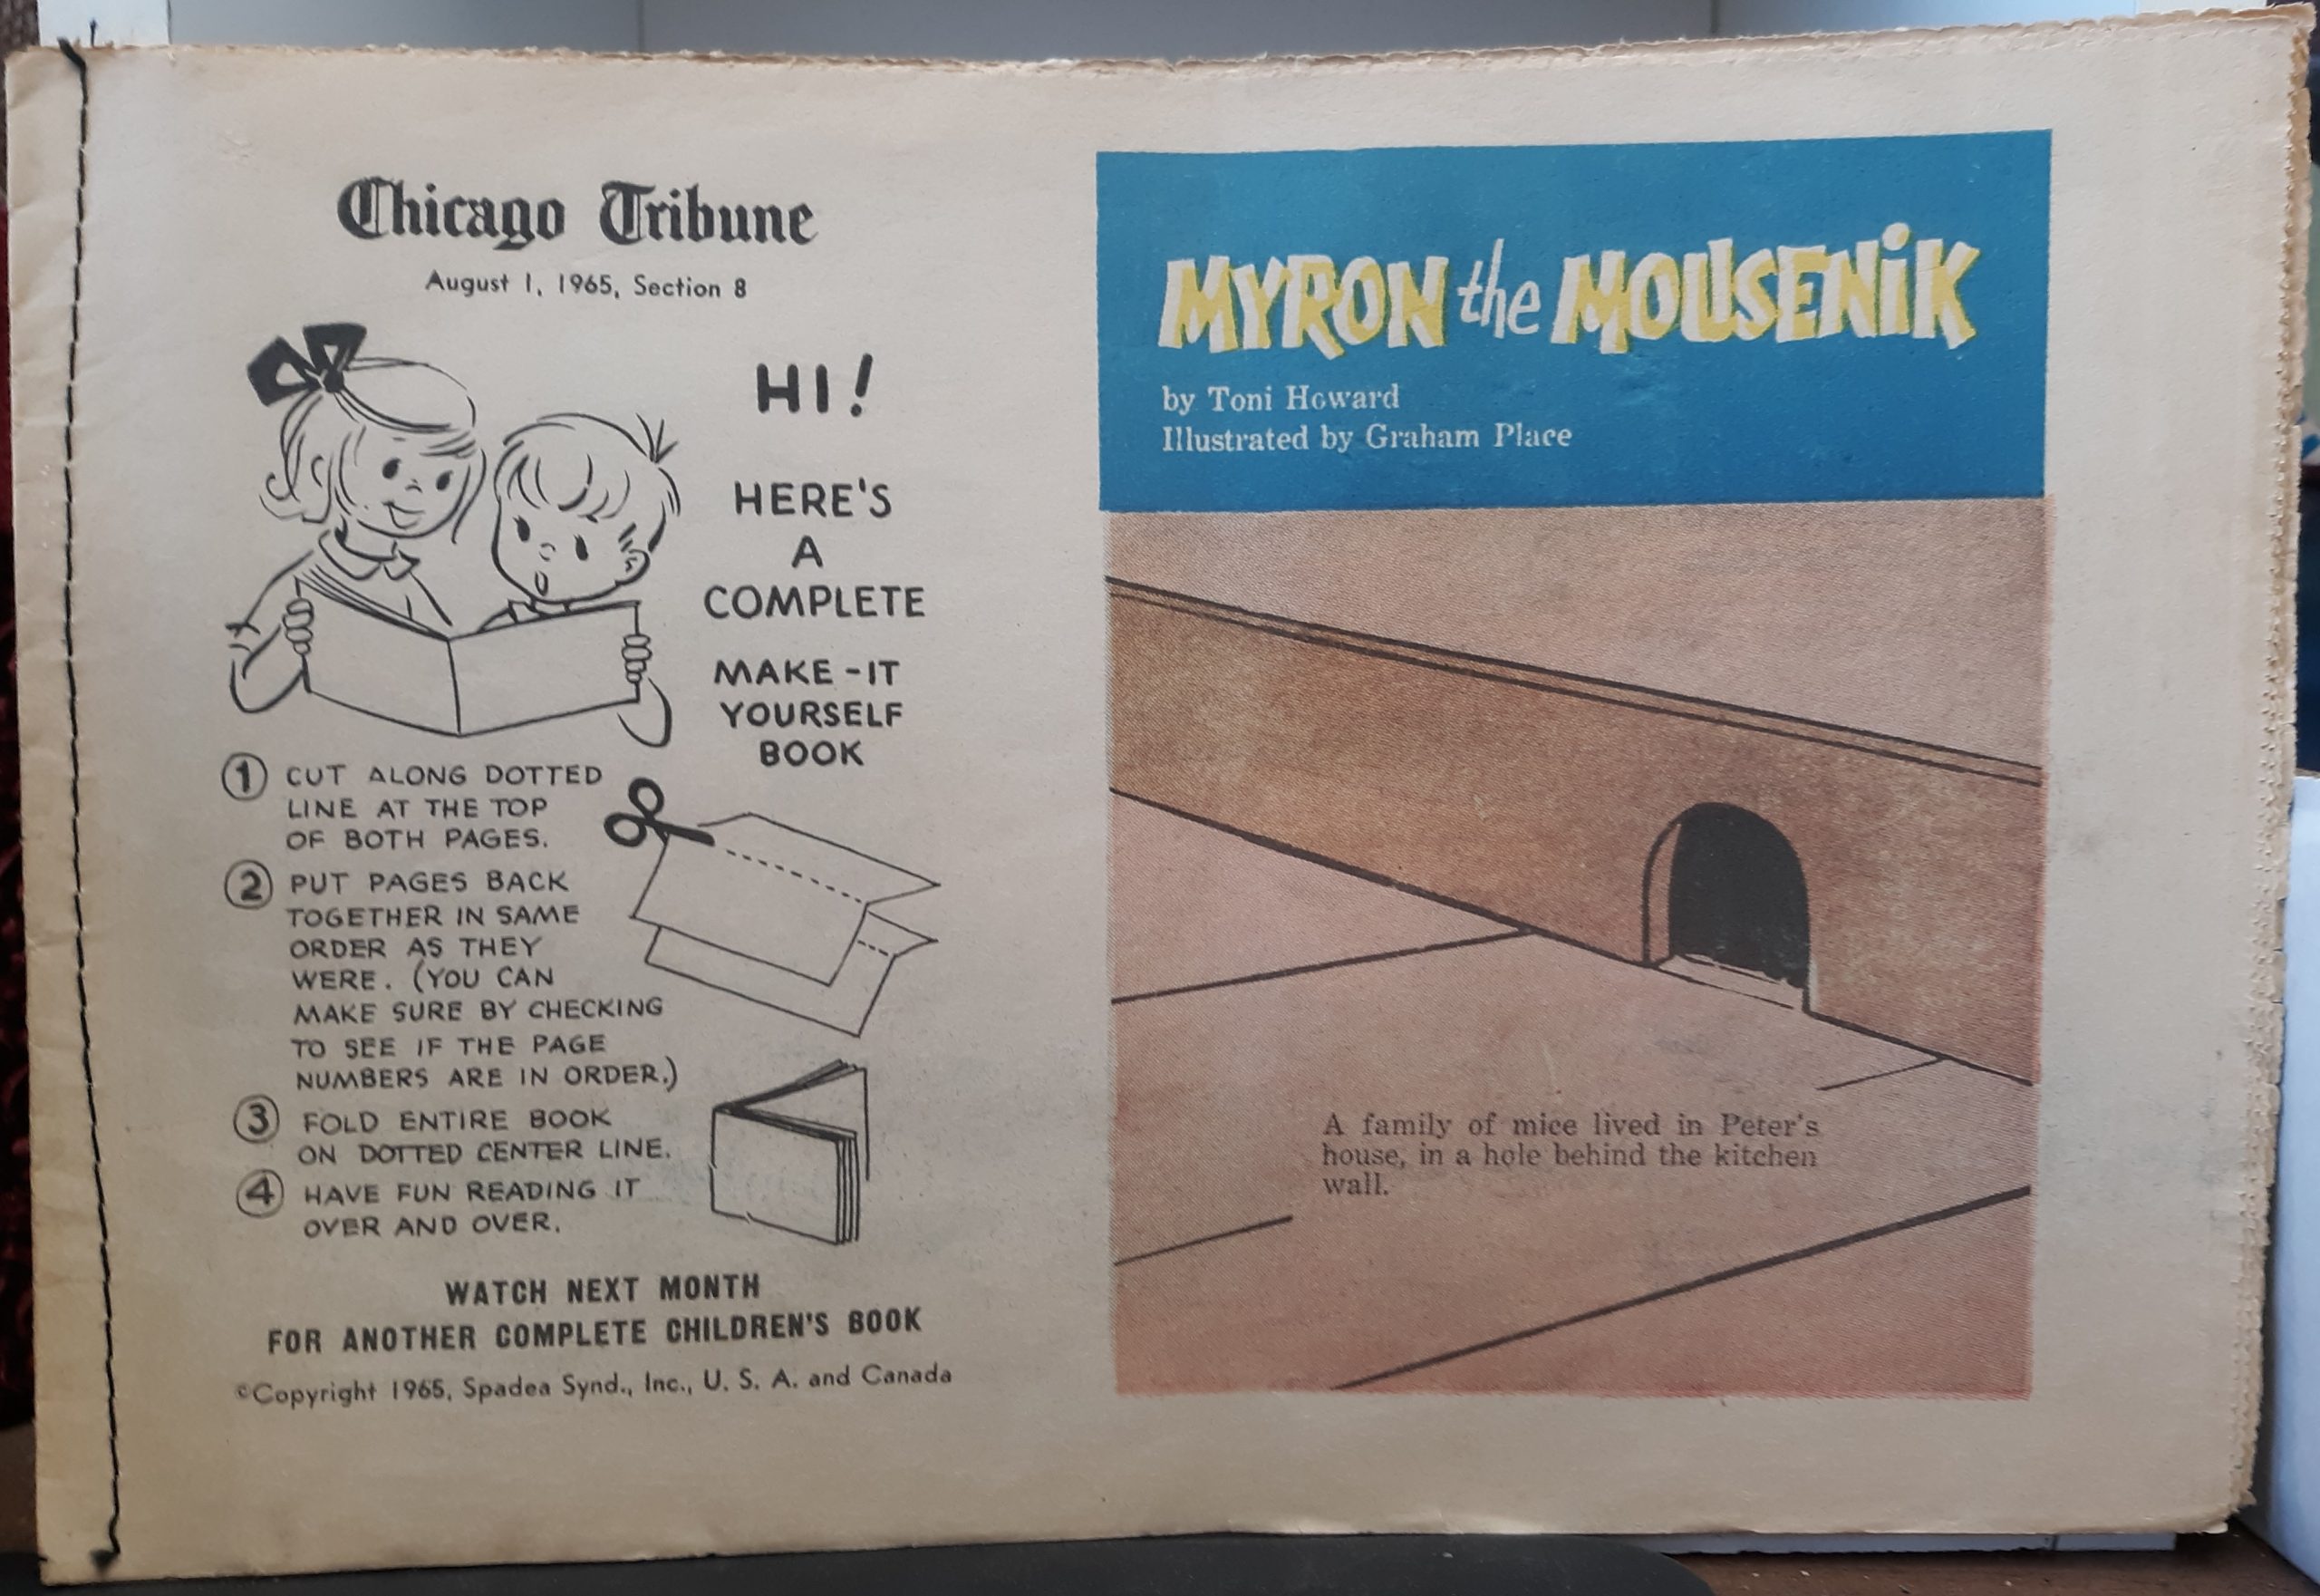 Chicago Tribune
August 1, 1965, Section 8
HI!
HERE'S
A
COMPLETE
MAKE-IT
YOURSELF
BOOK
1 CUT ALONG DOTTED
LINE AT THE TOP
OF BOTH PAGES.
2 PUT PAGES BACK
TOGETHER IN SAME
ORDER AS THEY
WERE. (YOU CAN
MAKE SURE BY CHECKING
TO SEE IF THE PAGE
NUMBERS ARE IN ORDER.)
3 FOLD ENTIRE BOOK
ON DOTTED CENTER LINE.
4 HAVE FUN READING IT
OVER AND OVER.
WATCH NEXT MONTH
FOR ANOTHER COMPLETE CHILDREN'S BOOK
©Copyright 1965, Spadea Synd., Inc., U. S. A. and Canada
MYRON the MOUSENiK
by Toni Howard
Illustrated by Graham Place
A family of mice lived in Peter's
house, in a hole behind the kitchen
wall.